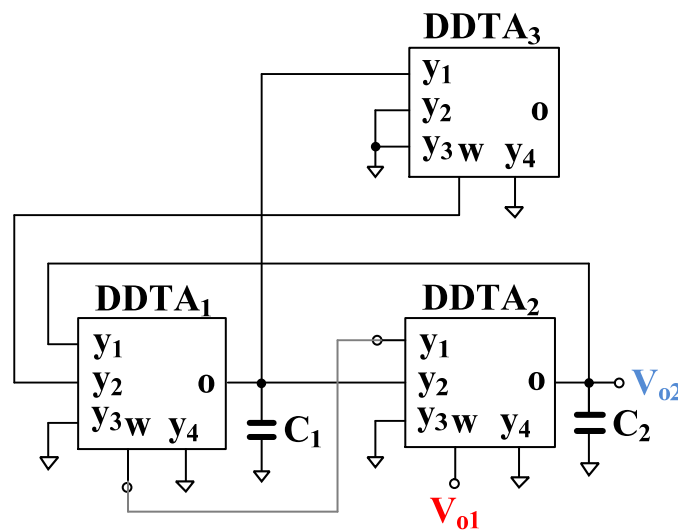 DDTA3
y1
y2
o
y3 w y4
DDTA1
DDTA2
y1
y1
y2
o
y2
o
Vo2
y3 w y4
C1
y3 w y4
C2
Vo1